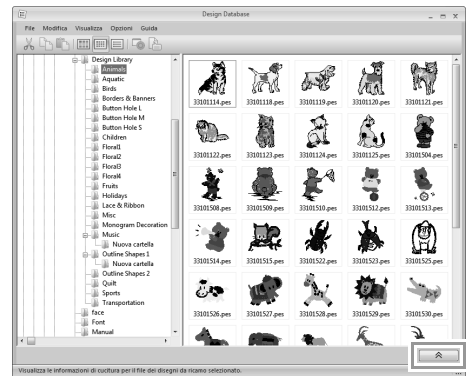 Design Database
File Modifica Visualizza Opzioni Guida
Design Library
Animals
Aquatic
Birds
Borders & Banners
Button Hole L
Button Hole M
Button Hole S
Children
Floral1
Floral2
Floral3
Floral4
Fruits
Holidays
Lace & Ribbon
Misc
Monogram Decoration
Music
Nuova cartella
Outline Shapes 1
Nuova cartella
Outline Shapes 2
Quilt
Sports
Transportation
face
Font
Manual
33101114.pes 33101118.pes 33101119.pes 33101120.pes 33101121.pes
33101122.pes 33101123.pes 33101124.pes 33101125.pes 33101504.pes
33101508.pes 33101509.pes 33101510.pes 33101512.pes 33101513.pes
33101514.pes 33101515.pes 33101522.pes 33101523.pes 33101525.pes
33101526.pes 33101527.pes 33101528.pes 33101529.pes 33101530.pes
Visualizza le informazioni di cucitura per il file dei disegni da ricamo selezionato.